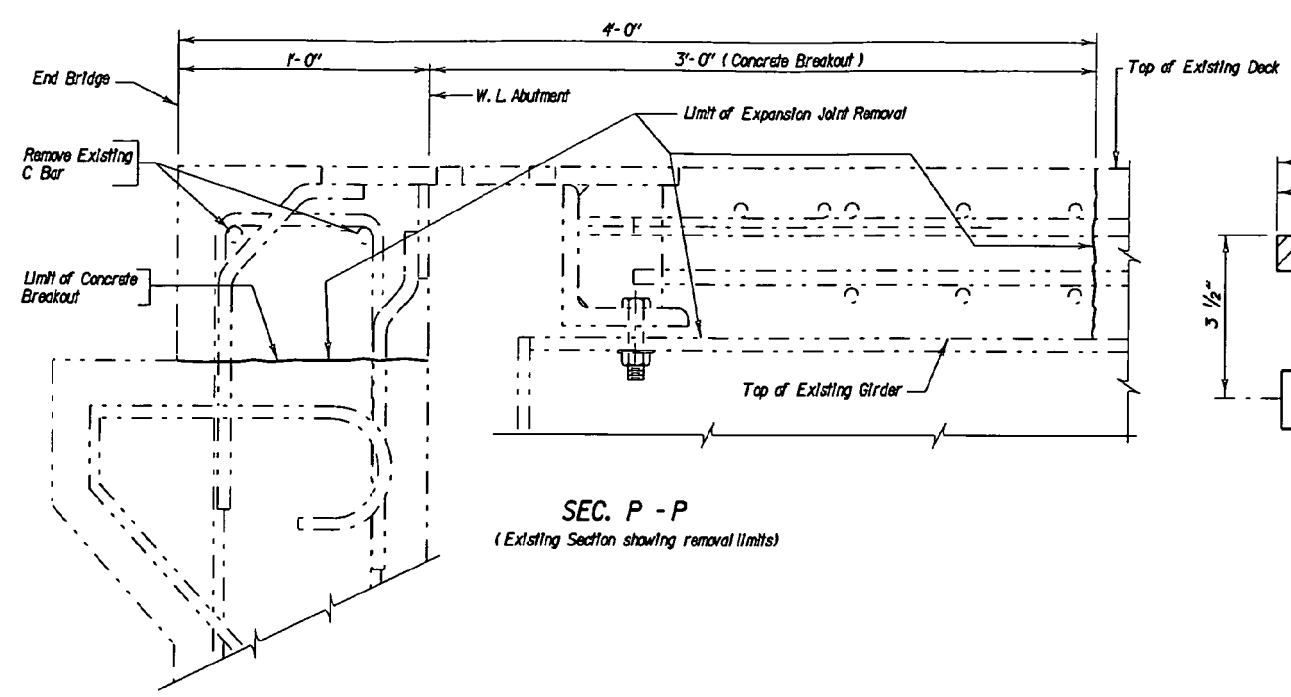 4'-0"
1'-0"
3'-0" (Concrete Breakout)
End Bridge
W.L. Abutment
Top of Existing Deck
Limit of Expansion Joint Removal
Remove Existing
C Bar
Limit of Concrete
Breakout
3 1/2"
Top of Existing Girder
SEC. P - P
(Existing Section showing removal limits)